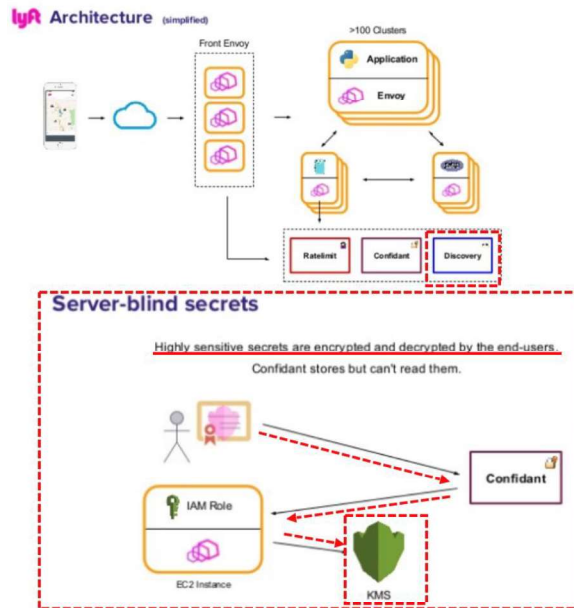 lyft Architecture (simplified)
Front Envoy
>100 Clusters
Application
Envoy
php
Ratelimit
Confidant
Discovery
Server-blind secrets
Highly sensitive secrets are encrypted and decrypted by the end-users.
Confidant stores but can't read them.
Confidant
IAM Role
EC2 Instance
KMS